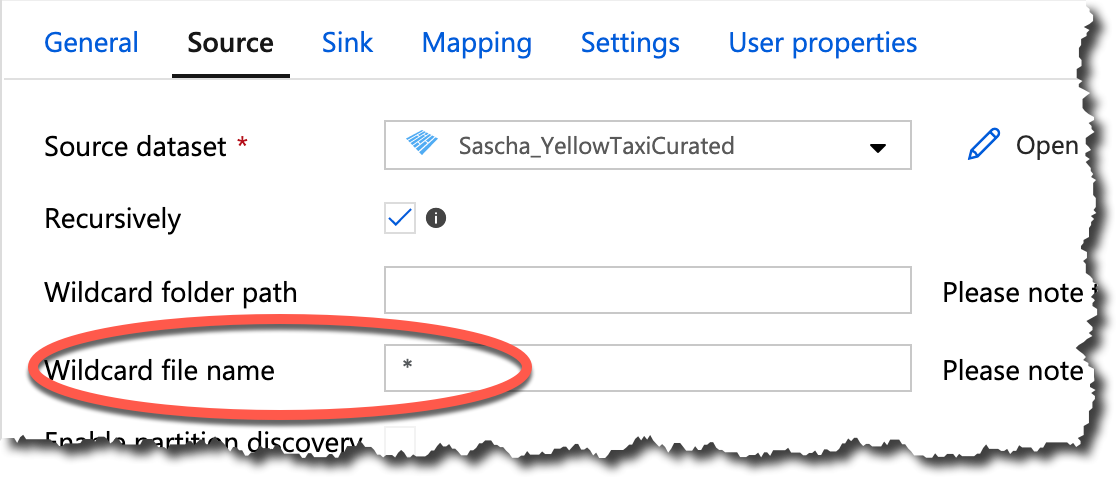 General Source Sink Mapping Settings User properties
Source dataset * Sascha_YellowTaxiCurated Open
Recursively
Wildcard folder path Please note
Wildcard file name * Please note
Enable partition discovery